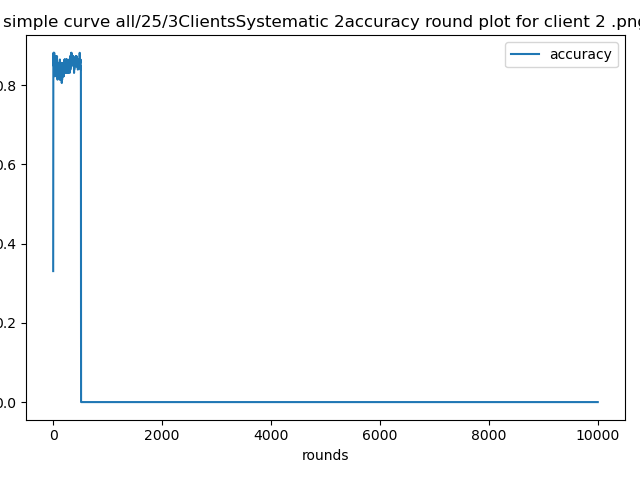 simple curve all/25/3ClientsSystematic 2accuracy round plot for client 2 .png
accuracy
0.8
0.6
0.4
0.2
0.0
0 2000 4000 6000 8000 10000
rounds